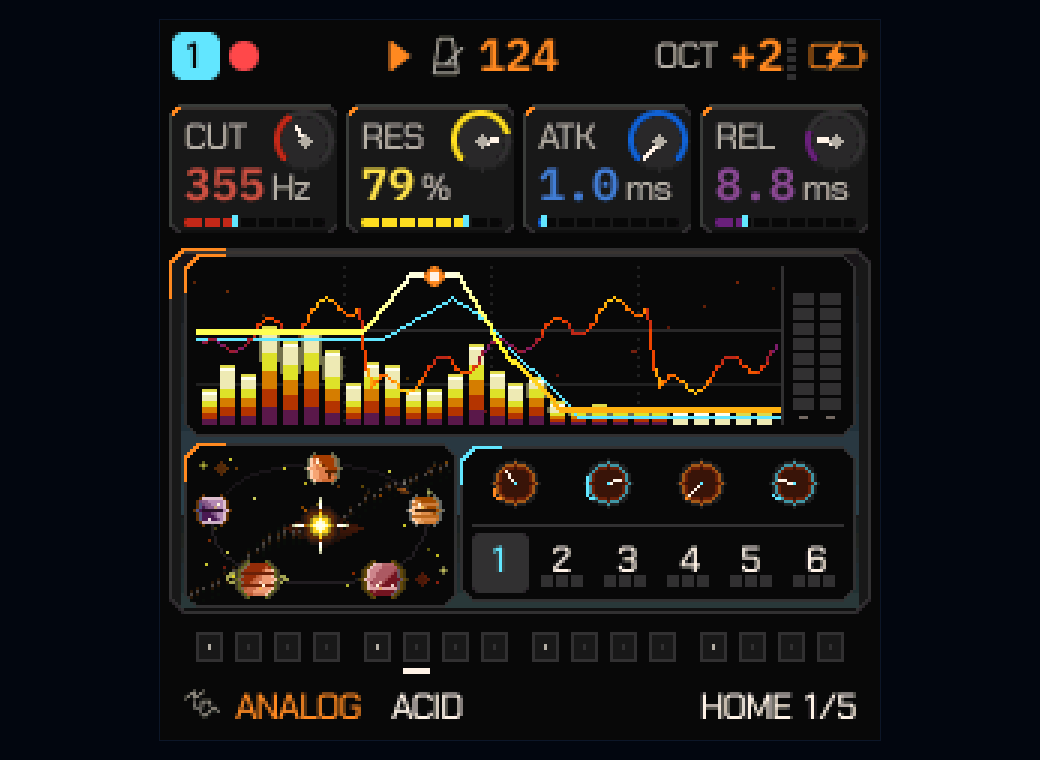 1 124 OCT +2
CUT RES ATK REL
355 Hz 79 % 1.0 ms 8.8 ms
1 2 3 4 5 6
ANALOG ACID HOME 1/5